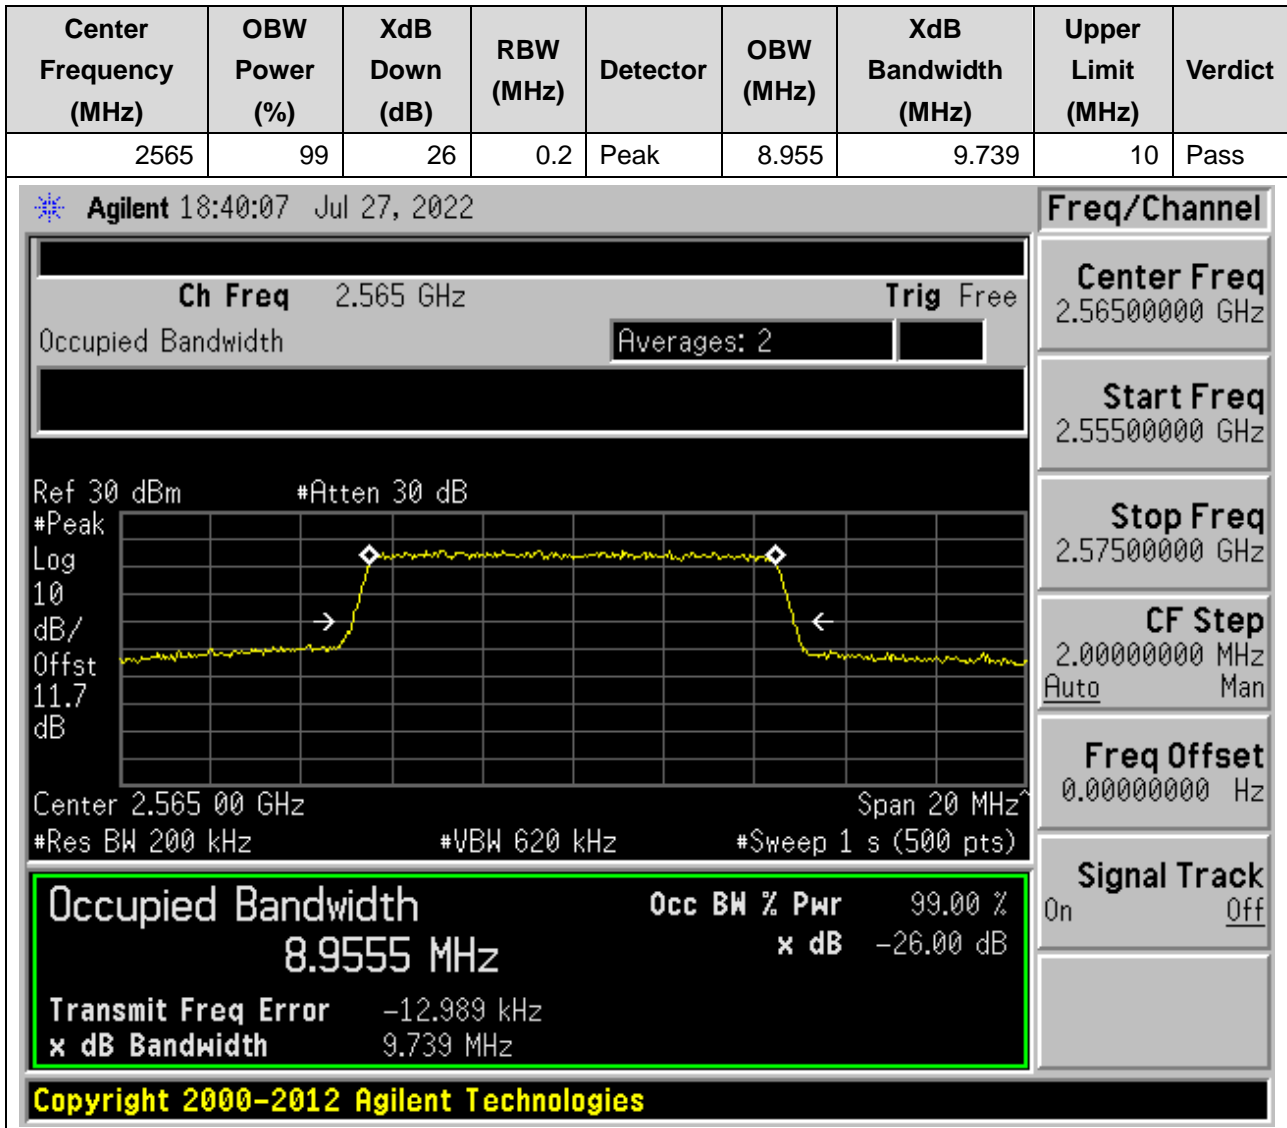 Center Frequency (MHz) OBW Power (%) XdB Down (dB) RBW (MHz) Detector OBW (MHz) XdB Bandwidth (MHz) Upper Limit (MHz) Verdict
2565 99 26 0.2 Peak 8.955 9.739 10 Pass
Agilent 18:40:07 Jul 27, 2022
Freq/Channel
Ch Freq 2.565 GHz Trig Free
Occupied Bandwidth Averages: 2
Center Freq
2.56500000 GHz
Start Freq
2.55500000 GHz
Stop Freq
2.57500000 GHz
CF Step
2.00000000 MHz
Auto Man
Freq Offset
0.00000000 Hz
Signal Track
On Off
Ref 30 dBm #Atten 30 dB
#Peak
Log
10
dB/
Offst
11.7
dB
Center 2.565 00 GHz Span 20 MHz^
#Res BW 200 kHz #VBW 620 kHz #Sweep 1 s (500 pts)
Occupied Bandwidth Occ BW % Pwr 99.00 %
8.9555 MHz x dB -26.00 dB
Transmit Freq Error -12.989 kHz
x dB Bandwidth 9.739 MHz
Copyright 2000-2012 Agilent Technologies